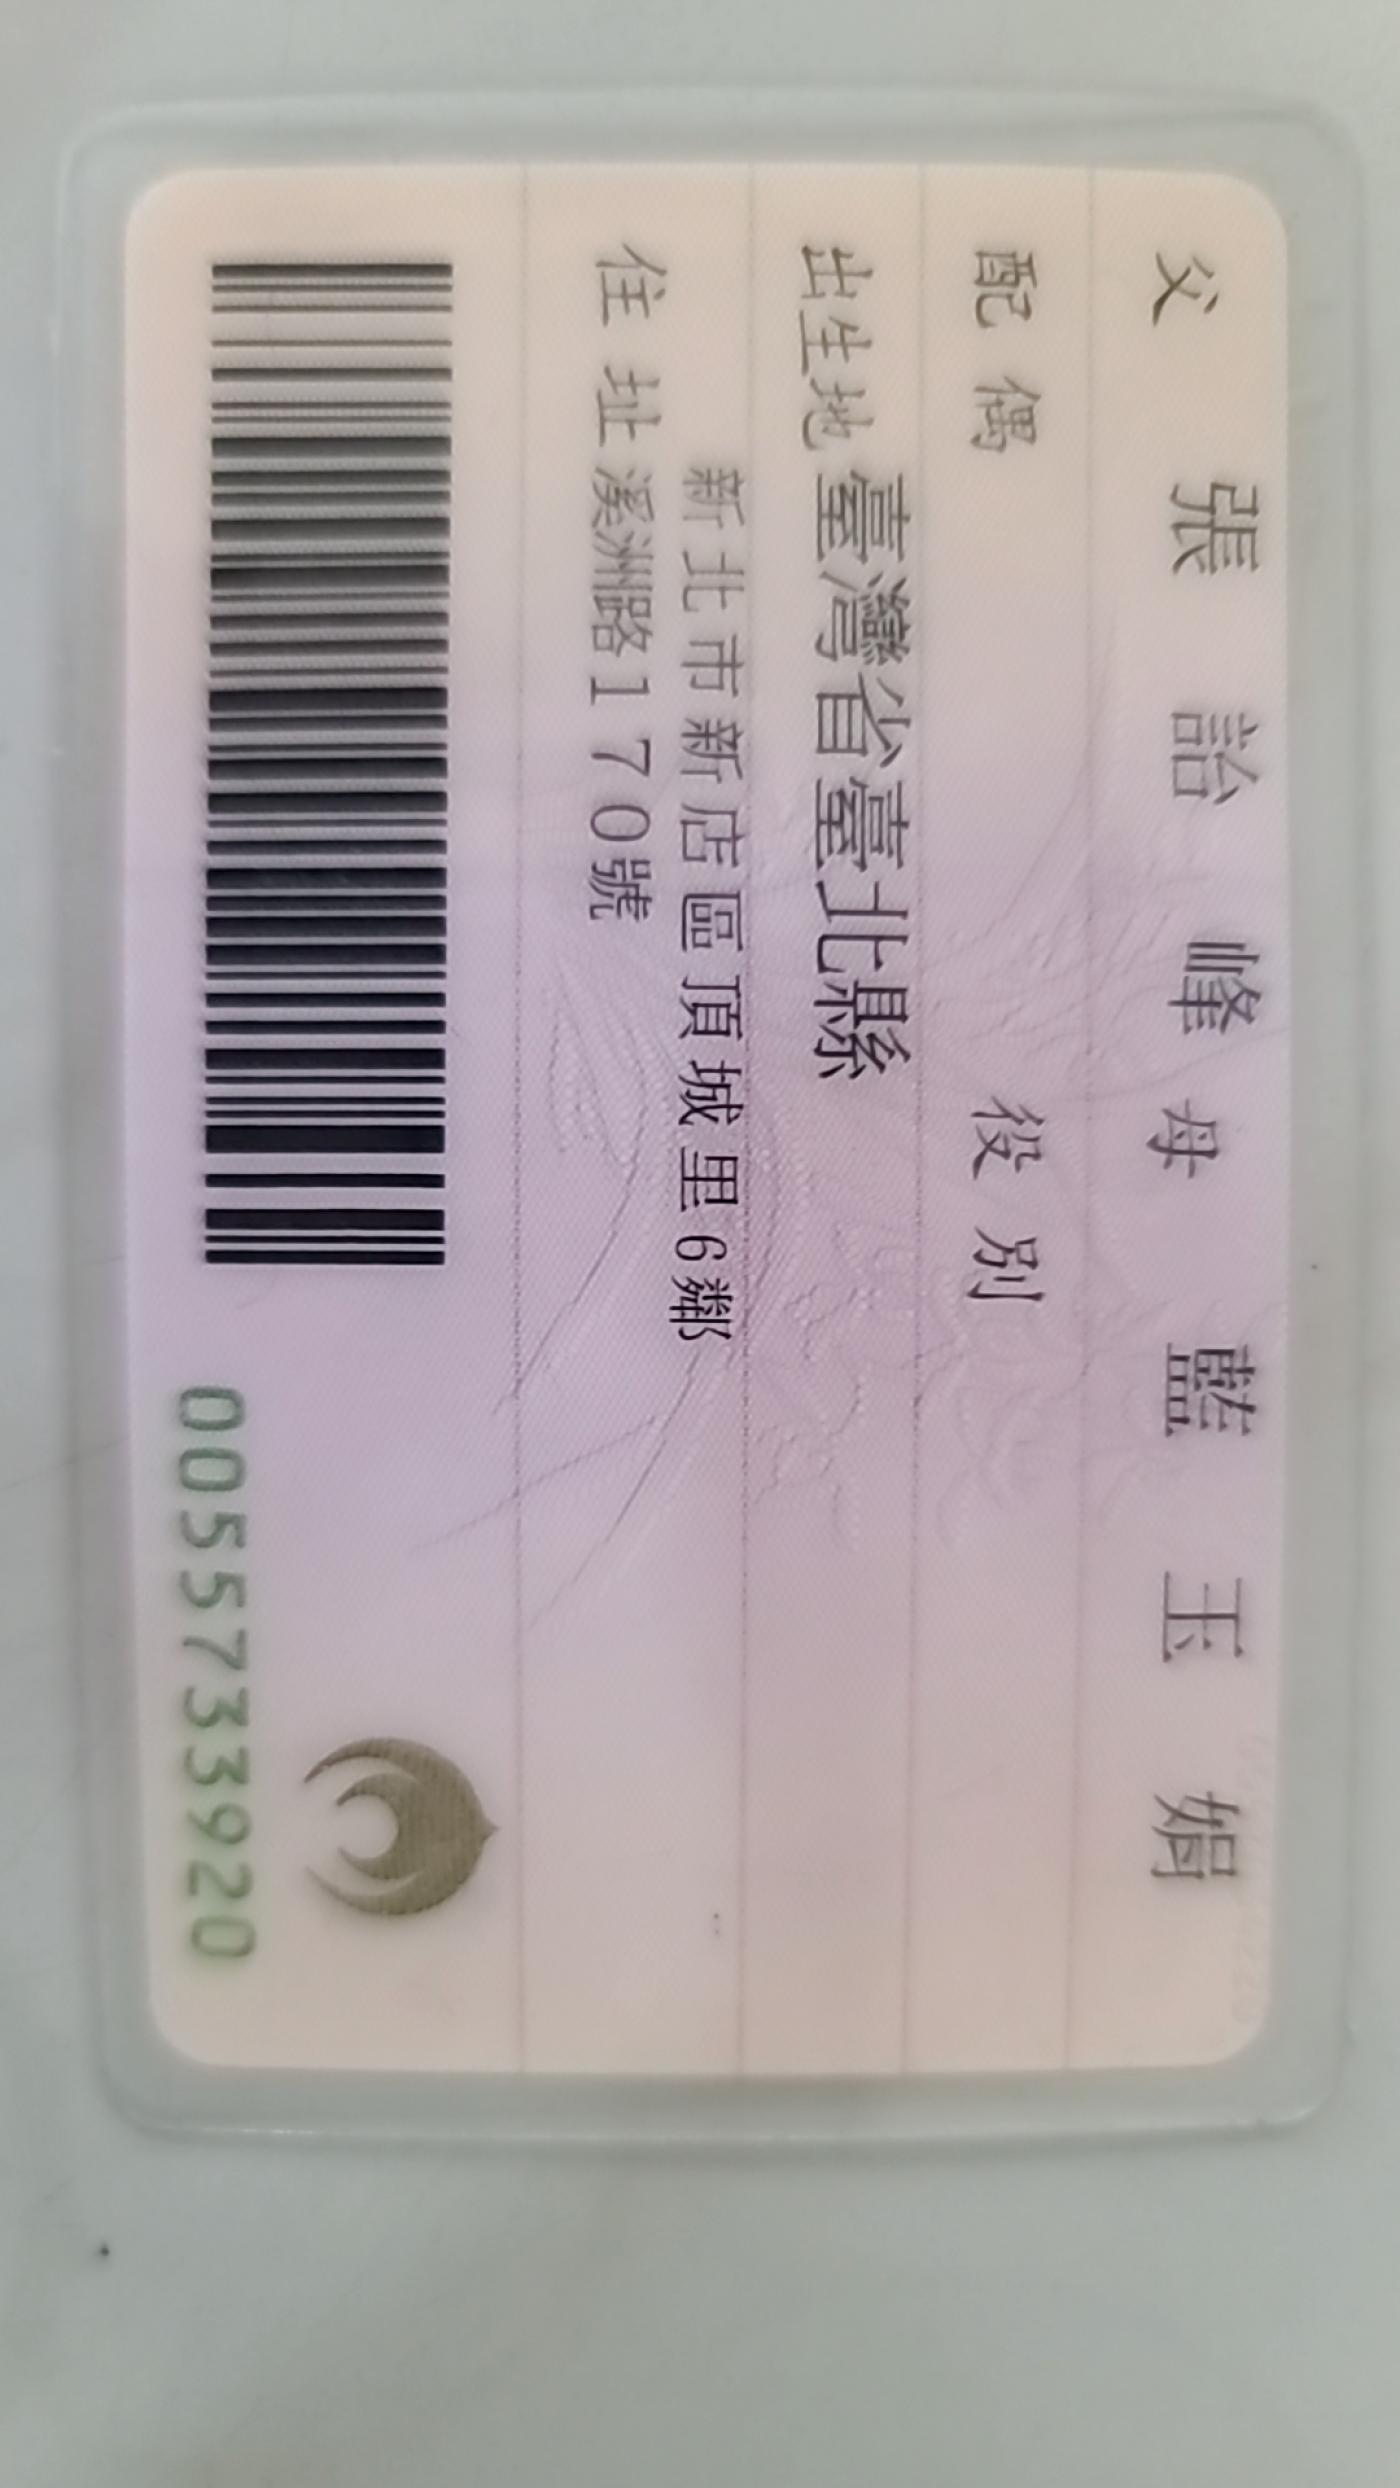 父 張詒峰 母 藍玉娟
配偶 役別
出生地 臺灣省臺北縣
新北市新店區頂城里6鄰
住址 溪洲路170號
0055733920